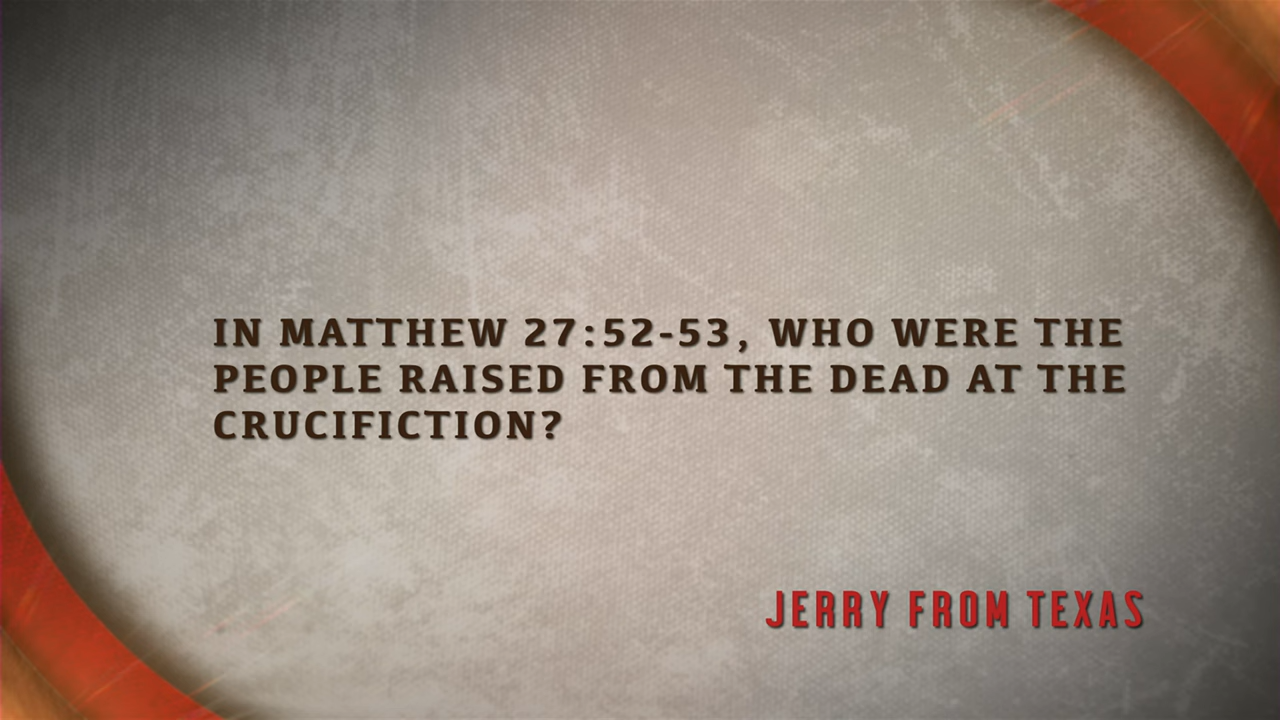 IN MATTHEW 27:52-53, WHO WERE THE
PEOPLE RAISED FROM THE DEAD AT THE
CRUCIFICTION?
JERRY FROM TEXAS